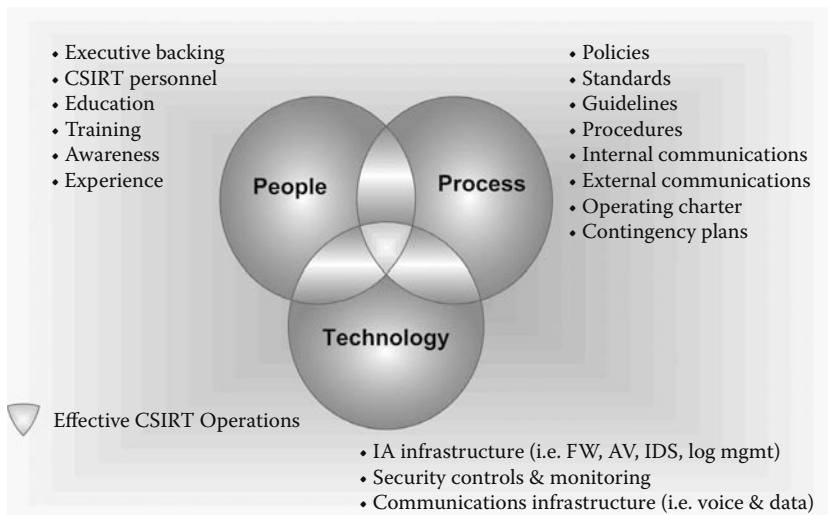 • Executive backing
• CSIRT personnel
• Education
• Training
• Awareness
• Experience
• Policies
• Standards
• Guidelines
• Procedures
• Internal communications
• External communications
• Operating charter
• Contingency plans
People
Process
Technology
Effective CSIRT Operations
• IA infrastructure (i.e. FW, AV, IDS, log mgmt)
• Security controls & monitoring
• Communications infrastructure (i.e. voice & data)